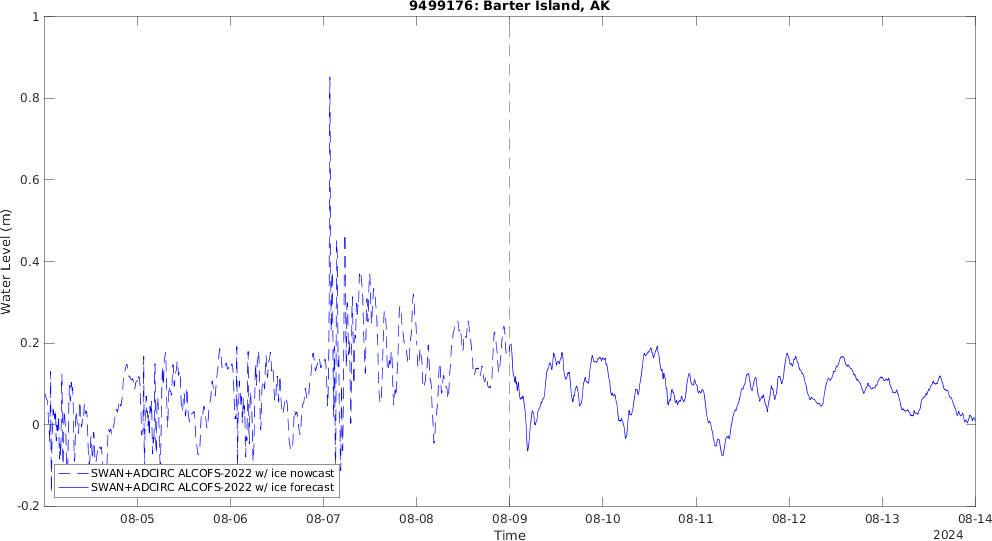 9499176: Barter Island, AK
1
0.8
0.6
0.4
0.2
0
-0.2
Water Level (m)
SWAN+ADCIRC ALCOFS-2022 w/ ice nowcast
SWAN+ADCIRC ALCOFS-2022 w/ ice forecast
08-05 08-06 08-07 08-08 08-09 08-10 08-11 08-12 08-13 08-14
Time
2024